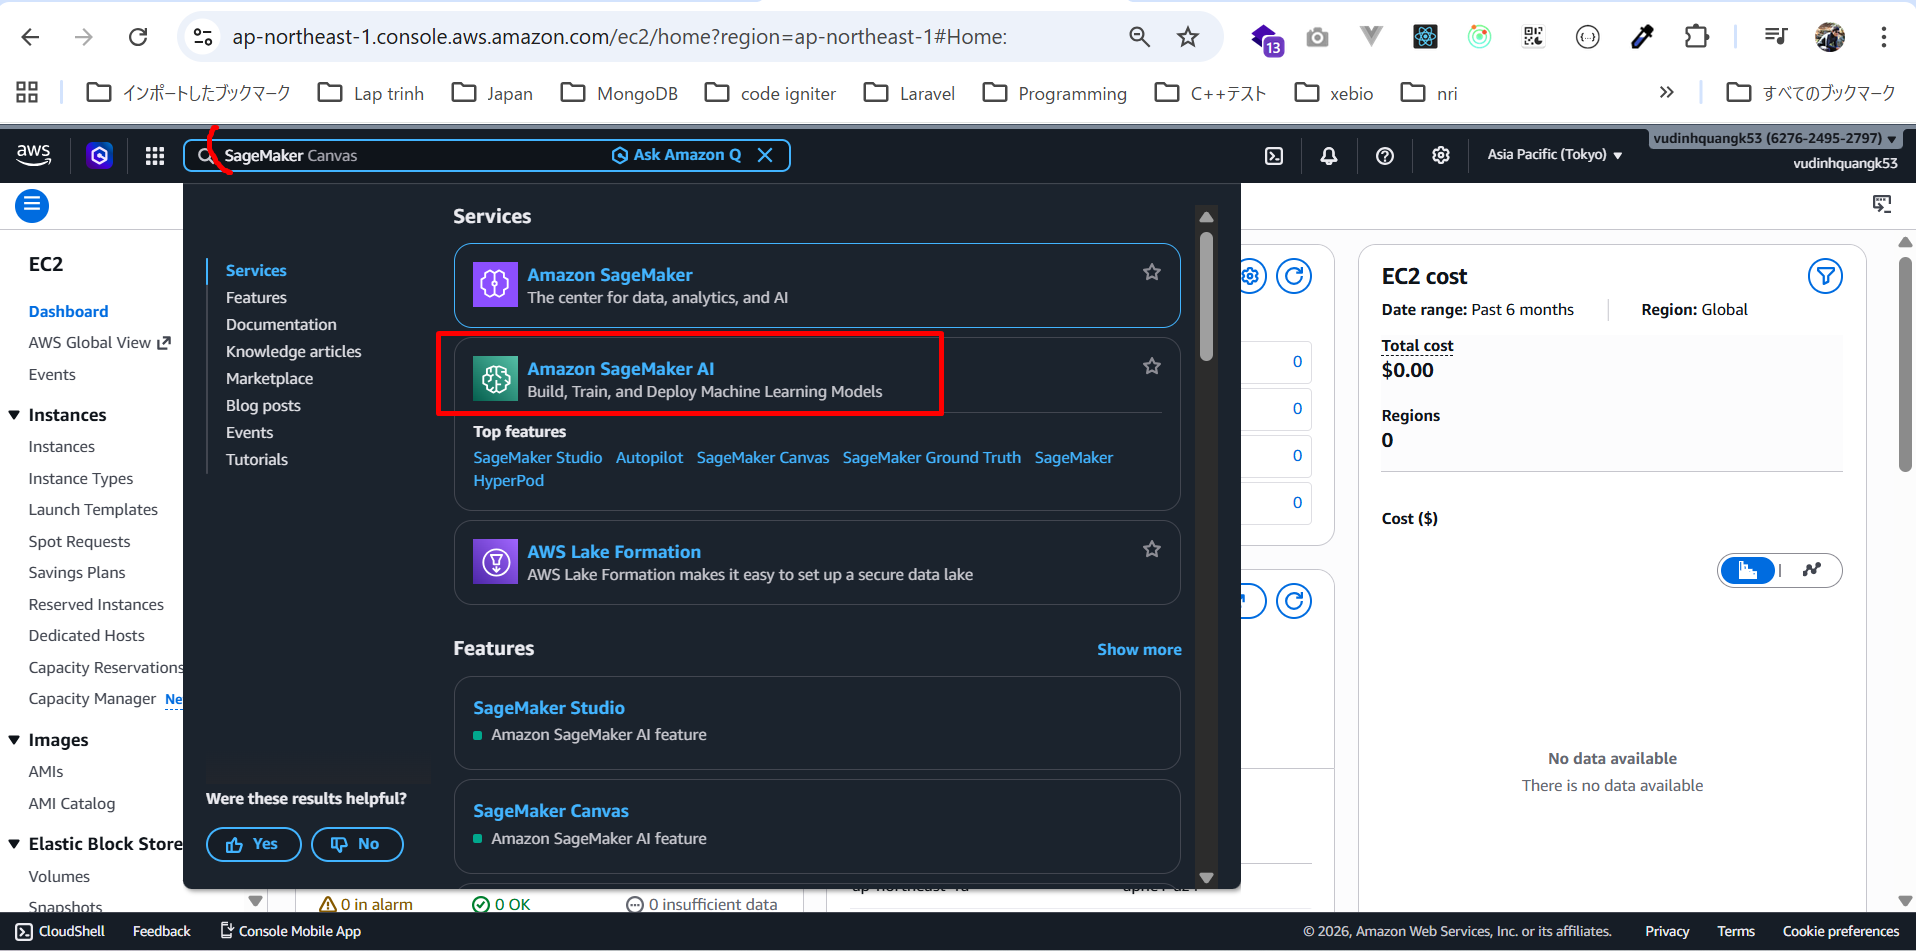 ap-northeast-1.console.aws.amazon.com/ec2/home?region=ap-northeast-1#Home:
13
インポートしたブックマーク
Lap trinh
Japan
MongoDB
code igniter
Laravel
Programming
C++テスト
xebio
nri
すべてのブックマーク
aws
SageMaker Canvas
Ask Amazon Q
Asia Pacific (Tokyo)
vudinhquangk53 (6276-2495-2797)
vudinhquangk53
EC2
Dashboard
AWS Global View
Events
Instances
Instances
Instance Types
Launch Templates
Spot Requests
Savings Plans
Reserved Instances
Dedicated Hosts
Capacity Reservations
Capacity Manager
Images
AMIs
AMI Catalog
Elastic Block Store
Volumes
Snapshots
Services
Features
Documentation
Knowledge articles
Marketplace
Blog posts
Events
Tutorials
Were these results helpful?
Yes
No
Services
Amazon SageMaker
The center for data, analytics, and AI
Amazon SageMaker AI
Build, Train, and Deploy Machine Learning Models
Top features
SageMaker Studio Autopilot SageMaker Canvas SageMaker Ground Truth SageMaker
HyperPod
AWS Lake Formation
AWS Lake Formation makes it easy to set up a secure data lake
Features
Show more
SageMaker Studio
Amazon SageMaker AI feature
SageMaker Canvas
Amazon SageMaker AI feature
0
0
0
0
EC2 cost
Date range: Past 6 months
Region: Global
Total cost
$0.00
Regions
0
Cost ($)
No data available
There is no data available
0 in alarm
0 OK
0 insufficient data
CloudShell
Feedback
Console Mobile App
© 2026, Amazon Web Services, Inc. or its affiliates.
Privacy
Terms
Cookie preferences